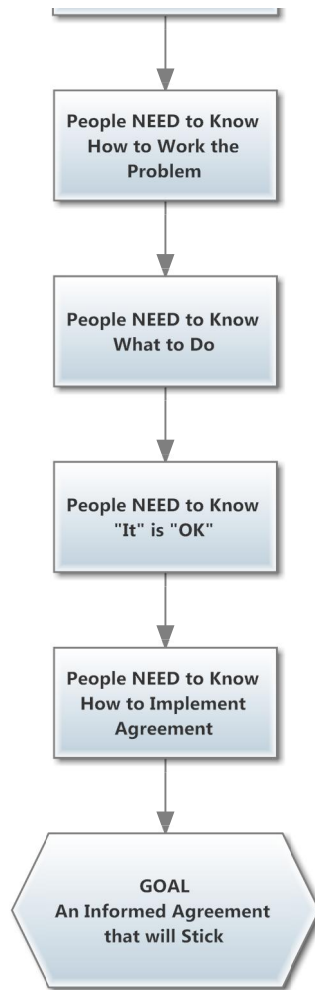 People NEED to Know
How to Work the
Problem
People NEED to Know
What to Do
People NEED to Know
"It" is "OK"
People NEED to Know
How to Implement
Agreement
GOAL
An Informed Agreement
that will Stick